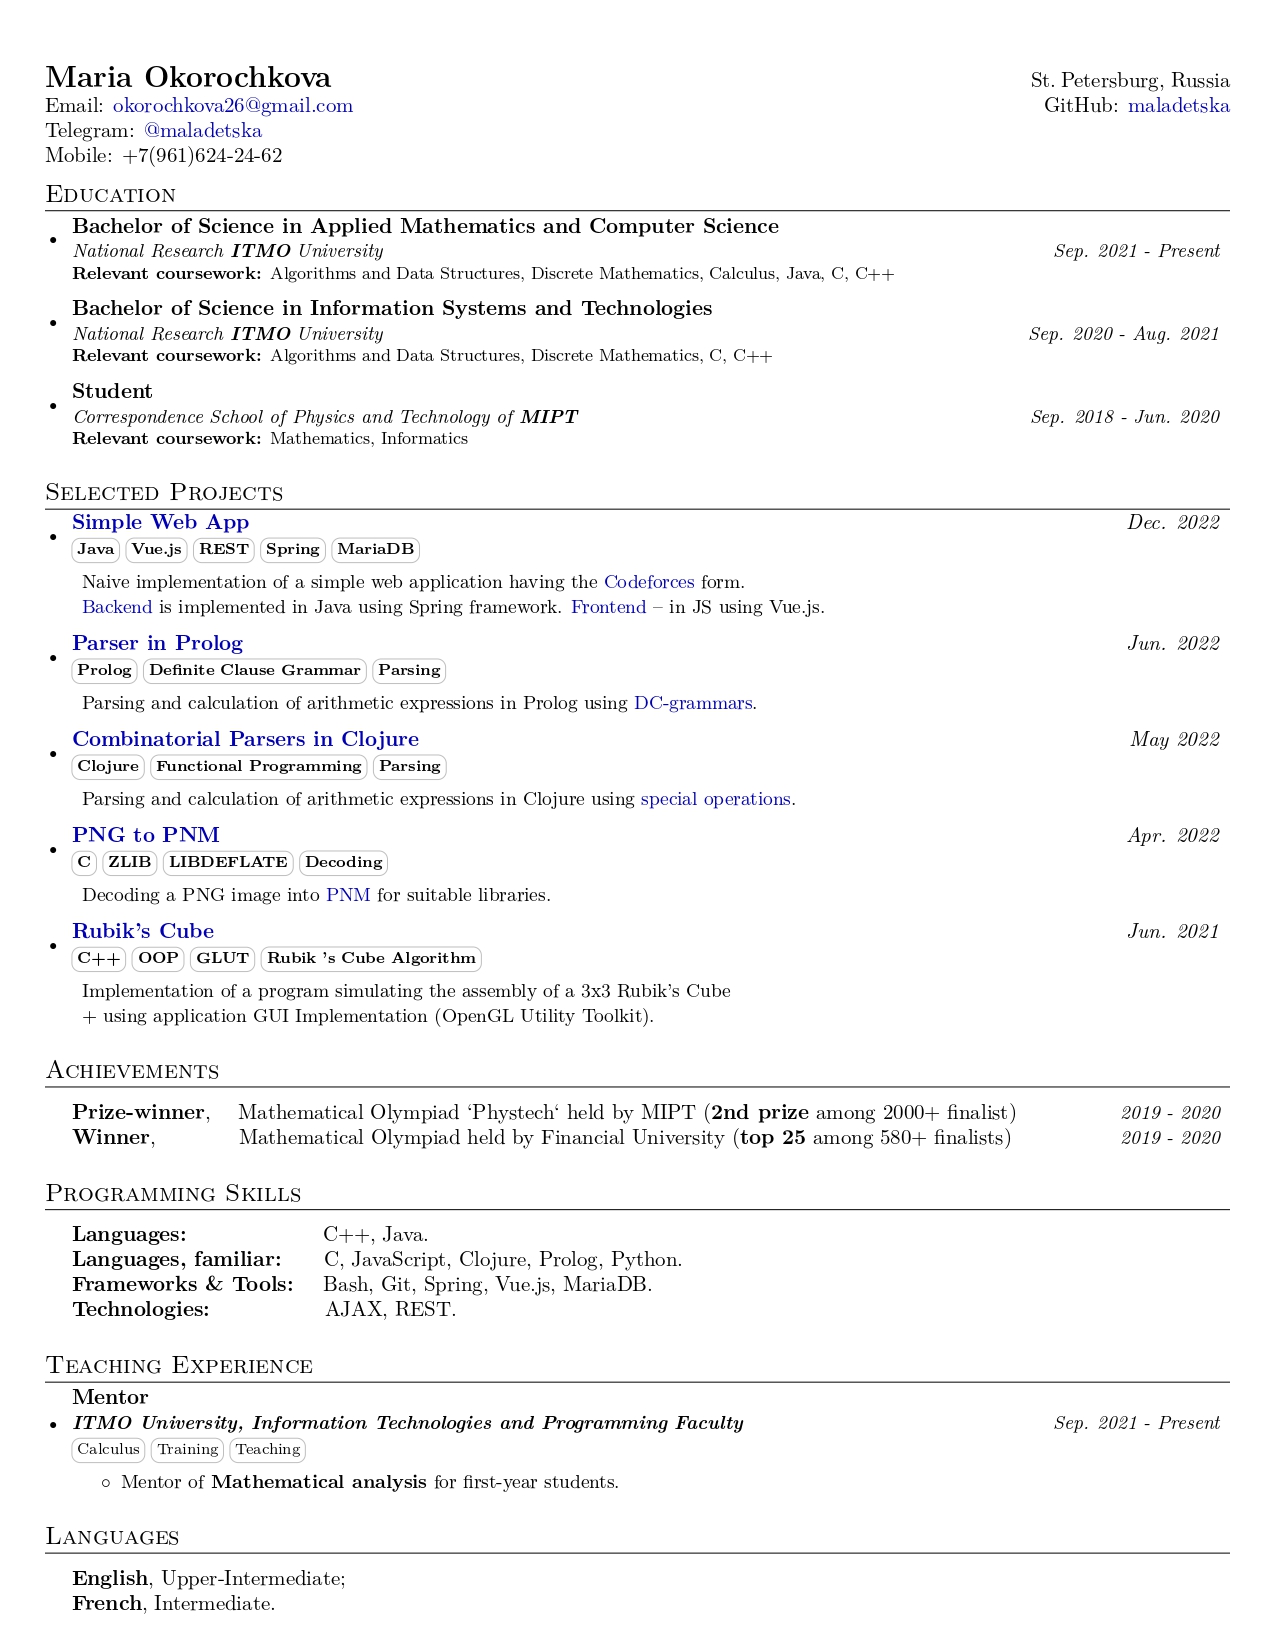 Maria Okorochkova
St. Petersburg, Russia
Email: okorochkova26@gmail.com
GitHub: maladetska
Telegram: @maladetska
Mobile: +7(961)624-24-62
Education
• Bachelor of Science in Applied Mathematics and Computer Science
National Research ITMO University Sep. 2021 - Present
Relevant coursework: Algorithms and Data Structures, Discrete Mathematics, Calculus, Java, C, C++
• Bachelor of Science in Information Systems and Technologies
National Research ITMO University Sep. 2020 - Aug. 2021
Relevant coursework: Algorithms and Data Structures, Discrete Mathematics, C, C++
• Student
Correspondence School of Physics and Technology of MIPT Sep. 2018 - Jun. 2020
Relevant coursework: Mathematics, Informatics
Selected Projects
• Simple Web App Dec. 2022
Java Vue.js REST Spring MariaDB
Naive implementation of a simple web application having the Codeforces form.
Backend is implemented in Java using Spring framework. Frontend – in JS using Vue.js.
• Parser in Prolog Jun. 2022
Prolog Definite Clause Grammar Parsing
Parsing and calculation of arithmetic expressions in Prolog using DC-grammars.
• Combinatorial Parsers in Clojure May 2022
Clojure Functional Programming Parsing
Parsing and calculation of arithmetic expressions in Clojure using special operations.
• PNG to PNM Apr. 2022
C ZLIB LIBDEFLATE Decoding
Decoding a PNG image into PNM for suitable libraries.
• Rubik's Cube Jun. 2021
C++ OOP GLUT Rubik 's Cube Algorithm
Implementation of a program simulating the assembly of a 3x3 Rubik's Cube
+ using application GUI Implementation (OpenGL Utility Toolkit).
Achievements
Prize-winner, Mathematical Olympiad ‘Phystech‘ held by MIPT (2nd prize among 2000+ finalist) 2019 - 2020
Winner, Mathematical Olympiad held by Financial University (top 25 among 580+ finalists) 2019 - 2020
Programming Skills
Languages: C++, Java.
Languages, familiar: C, JavaScript, Clojure, Prolog, Python.
Frameworks & Tools: Bash, Git, Spring, Vue.js, MariaDB.
Technologies: AJAX, REST.
Teaching Experience
Mentor
• ITMO University, Information Technologies and Programming Faculty Sep. 2021 - Present
Calculus Training Teaching
◦ Mentor of Mathematical analysis for first-year students.
Languages
English, Upper-Intermediate;
French, Intermediate.